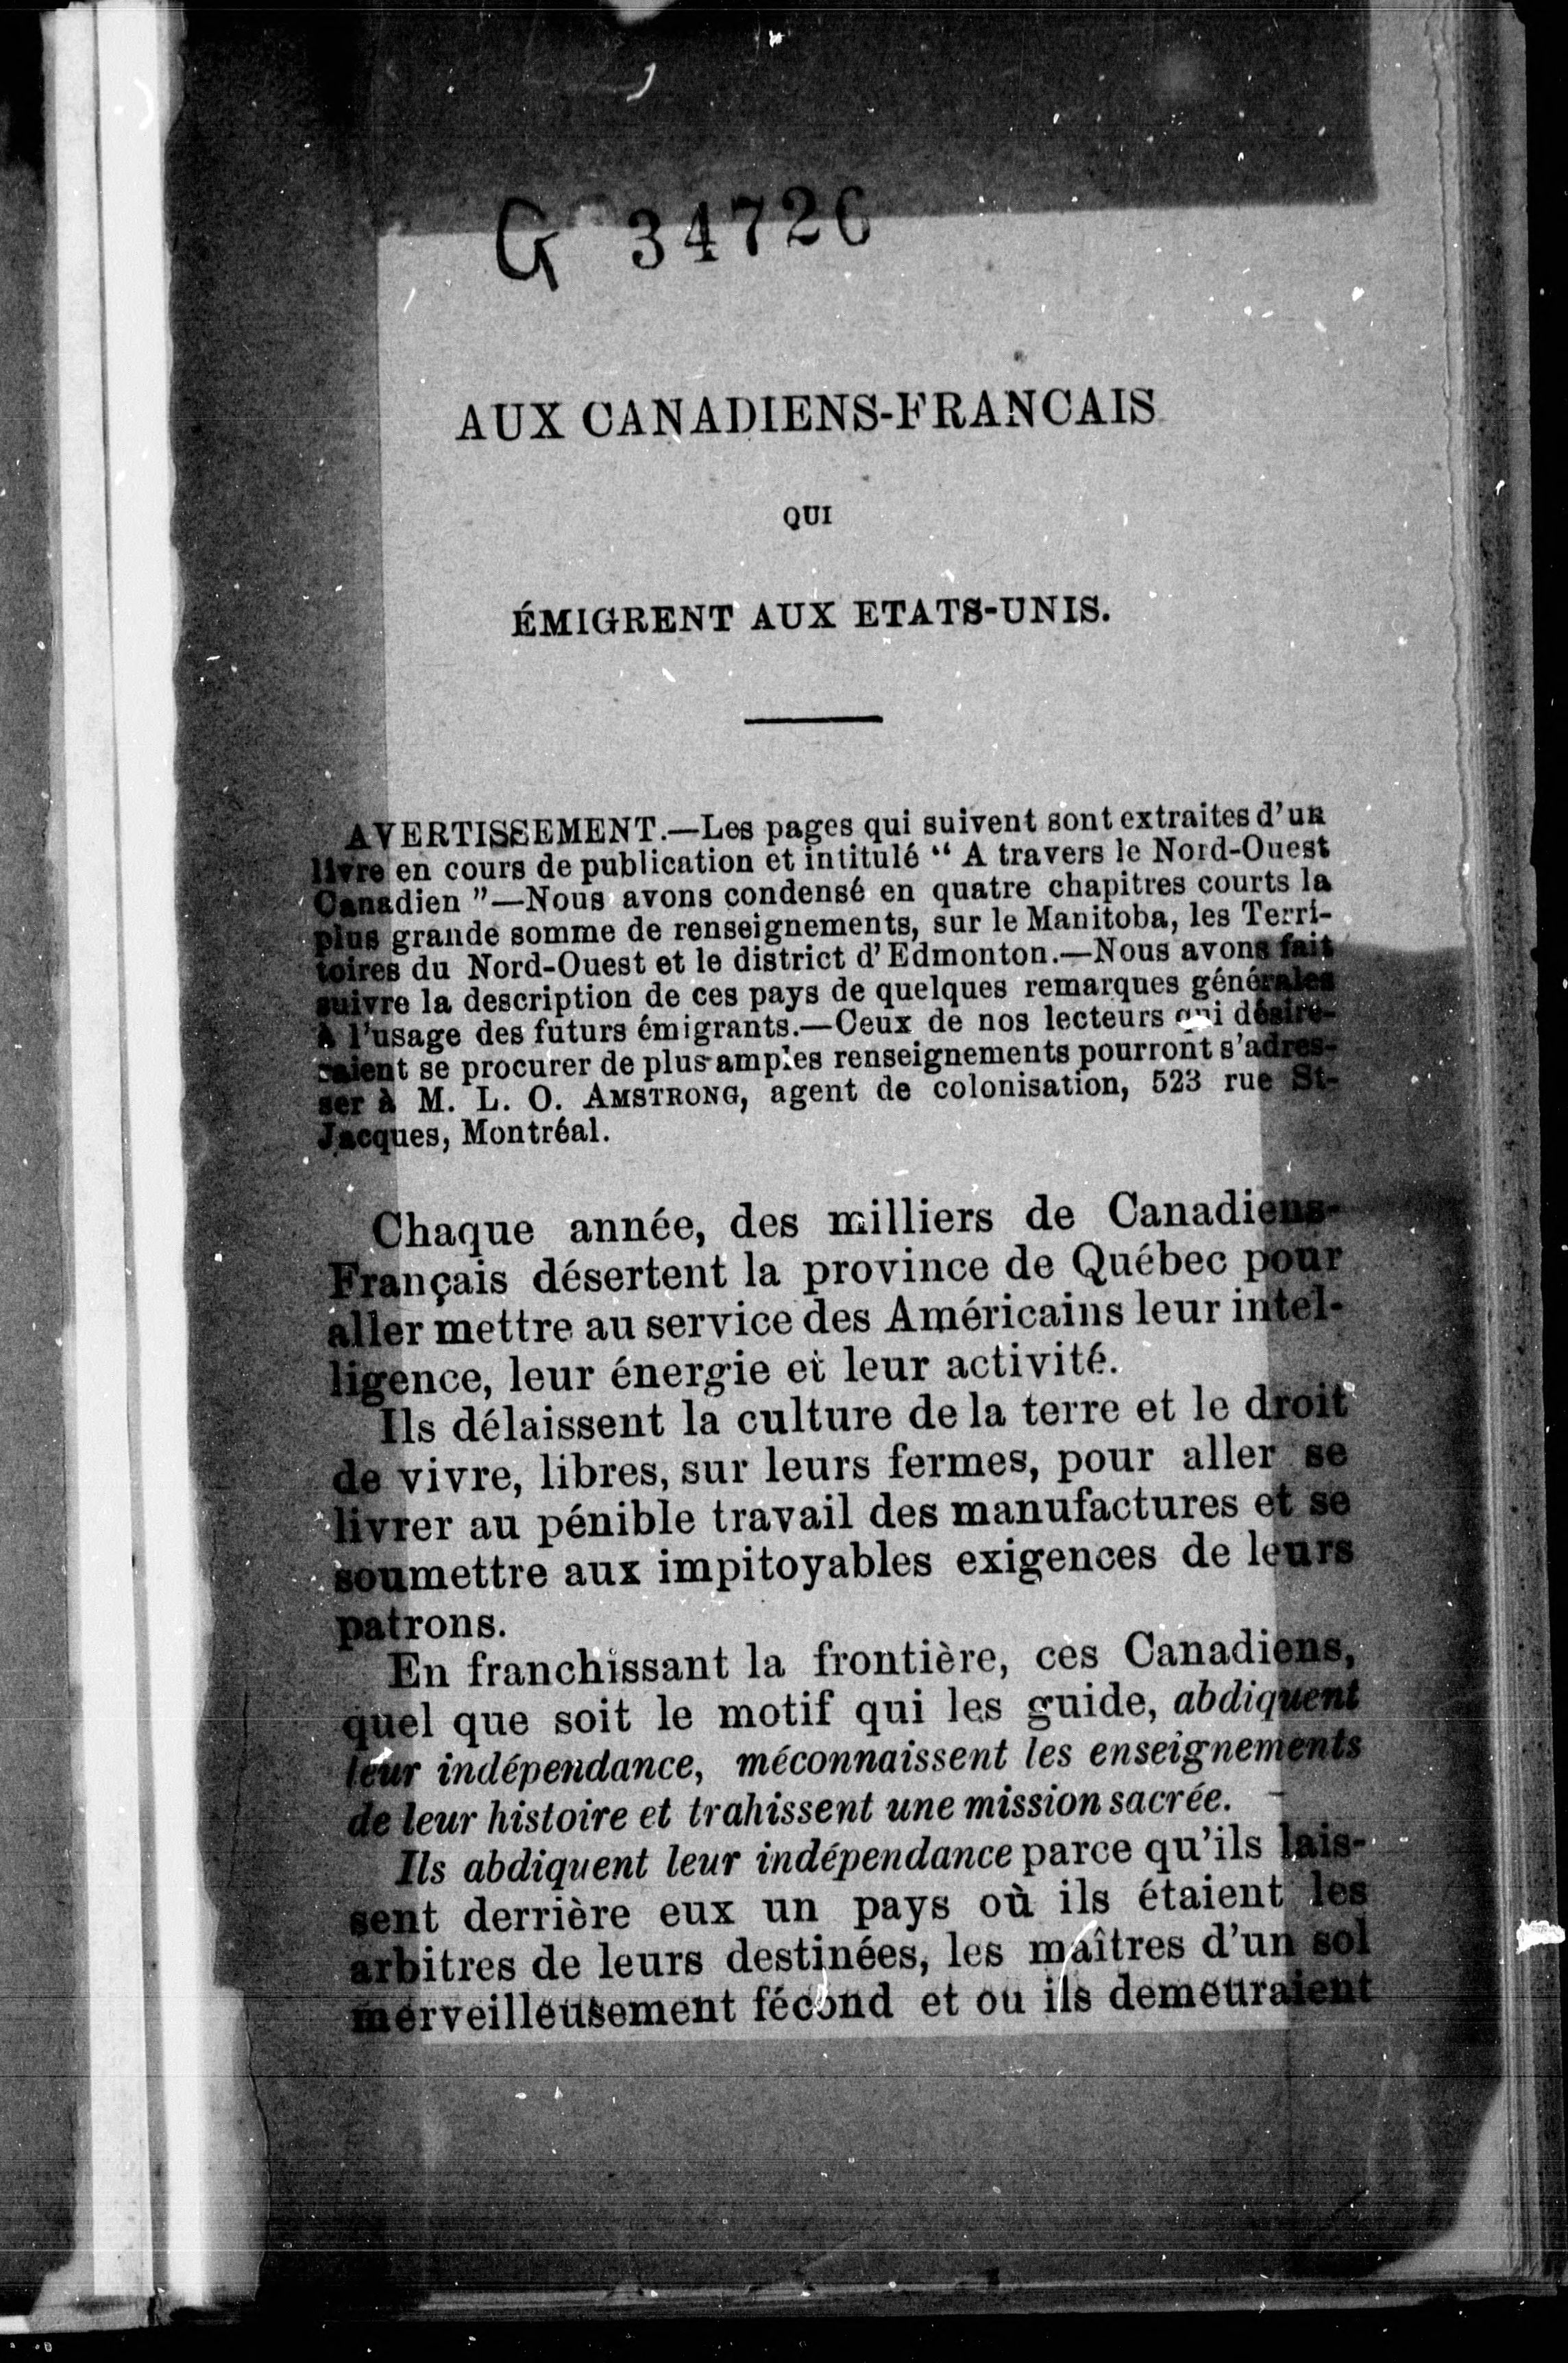 G 34726
AUX CANADIENS-FRANCAIS
QUI
ÉMIGRENT AUX ETATS-UNIS.
AVERTISSEMENT.—Les pages qui suivent sont extraites d'un
livre en cours de publication et intitulé “ A travers le Nord-Ouest
Canadien ”—Nous avons condensé en quatre chapitres courts la
plus grande somme de renseignements, sur le Manitoba, les Terri-
toires du Nord-Ouest et le district d'Edmonton.—Nous avons fait
suivre la description de ces pays de quelques remarques générales
à l'usage des futurs émigrants.—Ceux de nos lecteurs qui désire-
raient se procurer de plus amples renseignements pourront s'adres-
ser à M. L. O. AMSTRONG, agent de colonisation, 523 rue St-
Jacques, Montréal.
Chaque année, des milliers de Canadiens-
Français désertent la province de Québec pour
aller mettre au service des Américains leur intel-
ligence, leur énergie et leur activité.
Ils délaissent la culture de la terre et le droit
de vivre, libres, sur leurs fermes, pour aller se
livrer au pénible travail des manufactures et se
soumettre aux impitoyables exigences de leurs
patrons.
En franchissant la frontière, ces Canadiens,
quel que soit le motif qui les guide, abdiquent
leur indépendance, méconnaissent les enseignements
de leur histoire et trahissent une mission sacrée.
Ils abdiquent leur indépendance parce qu'ils lais-
sent derrière eux un pays où ils étaient les
arbitres de leurs destinées, les maîtres d'un sol
merveilleusement fécond et ou ils demeuraient